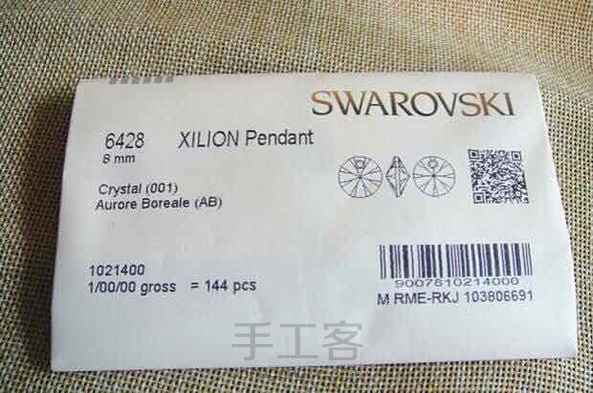 SWAROVSKI
6428 XILION Pendant
8 mm
Crystal (001)
Aurore Boreale (AB)
1021400
1/00/00 gross = 144 pcs
9007810214000
M RME-RKJ 103806691
手工客